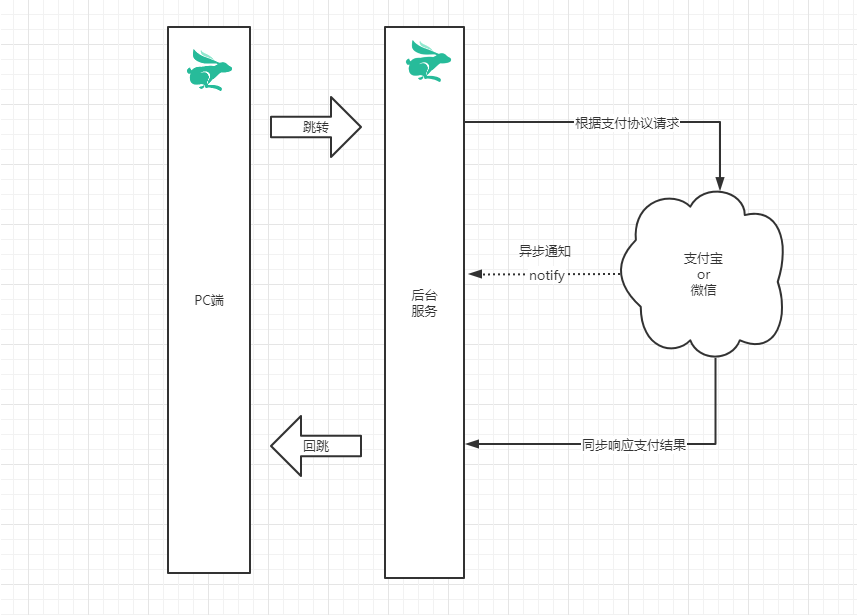 跳转
根据支付协议请求
异步通知
notify
支付宝
or
微信
PC端
后台
服务
回跳
同步响应支付结果